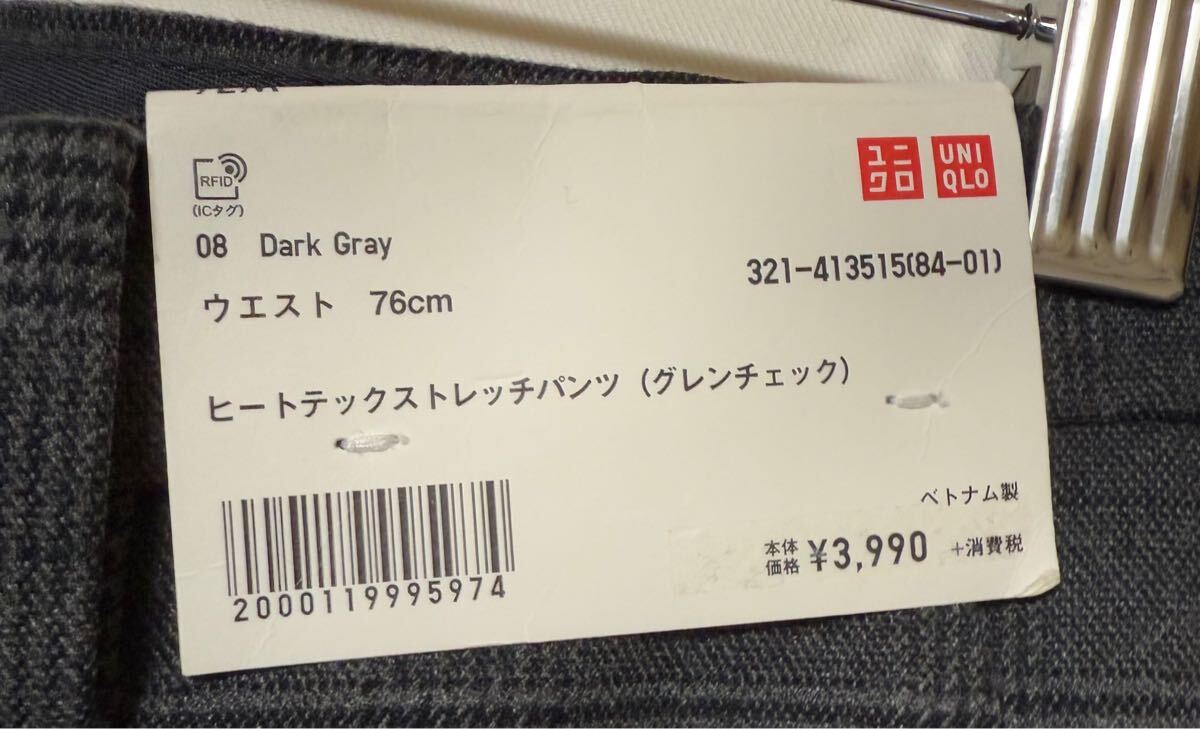 RFID
(ICタグ)
ユニ
クロ
UNI
QLO
08 Dark Gray
321-413515(84-01)
ウエスト 76cm
ヒートテックストレッチパンツ (グレンチェック)
ベトナム製
本体
価格 ¥3,990 +消費税
2000119995974